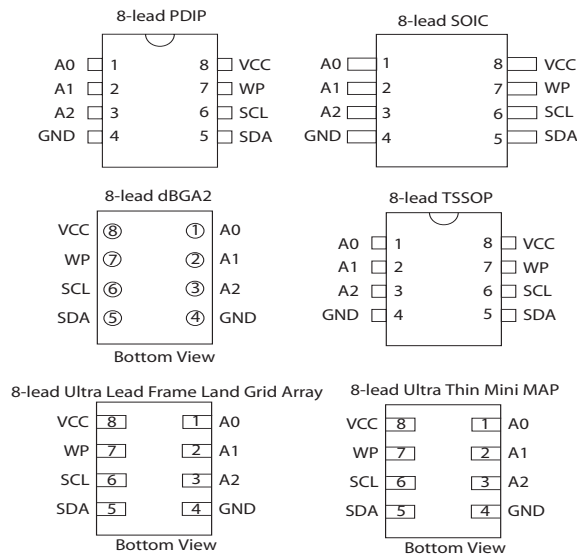 8-lead PDIP
A0 1 8 VCC
A1 2 7 WP
A2 3 6 SCL
GND 4 5 SDA
8-lead SOIC
A0 1 8 VCC
A1 2 7 WP
A2 3 6 SCL
GND 4 5 SDA
8-lead dBGA2
VCC 8 1 A0
WP 7 2 A1
SCL 6 3 A2
SDA 5 4 GND
Bottom View
8-lead TSSOP
A0 1 8 VCC
A1 2 7 WP
A2 3 6 SCL
GND 4 5 SDA
8-lead Ultra Lead Frame Land Grid Array
VCC 8 1 A0
WP 7 2 A1
SCL 6 3 A2
SDA 5 4 GND
Bottom View
8-lead Ultra Thin Mini MAP
VCC 8 1 A0
WP 7 2 A1
SCL 6 3 A2
SDA 5 4 GND
Bottom View